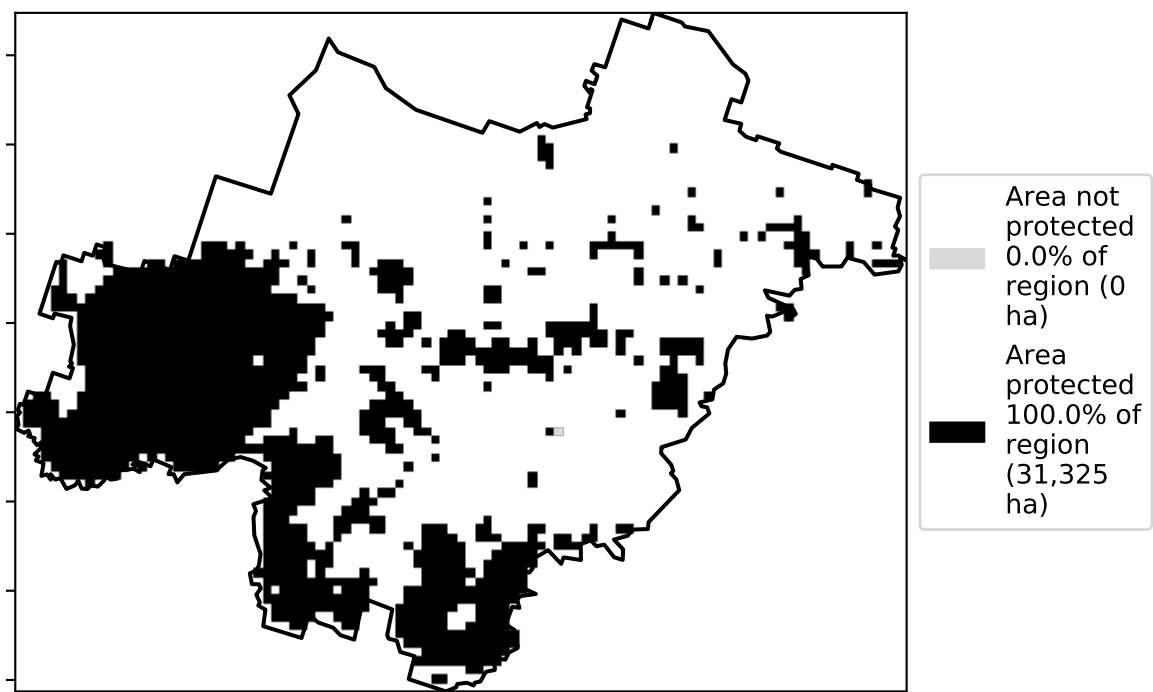 Area not
protected
0.0% of
region (0
ha)
Area
protected
100.0% of
region
(31,325
ha)